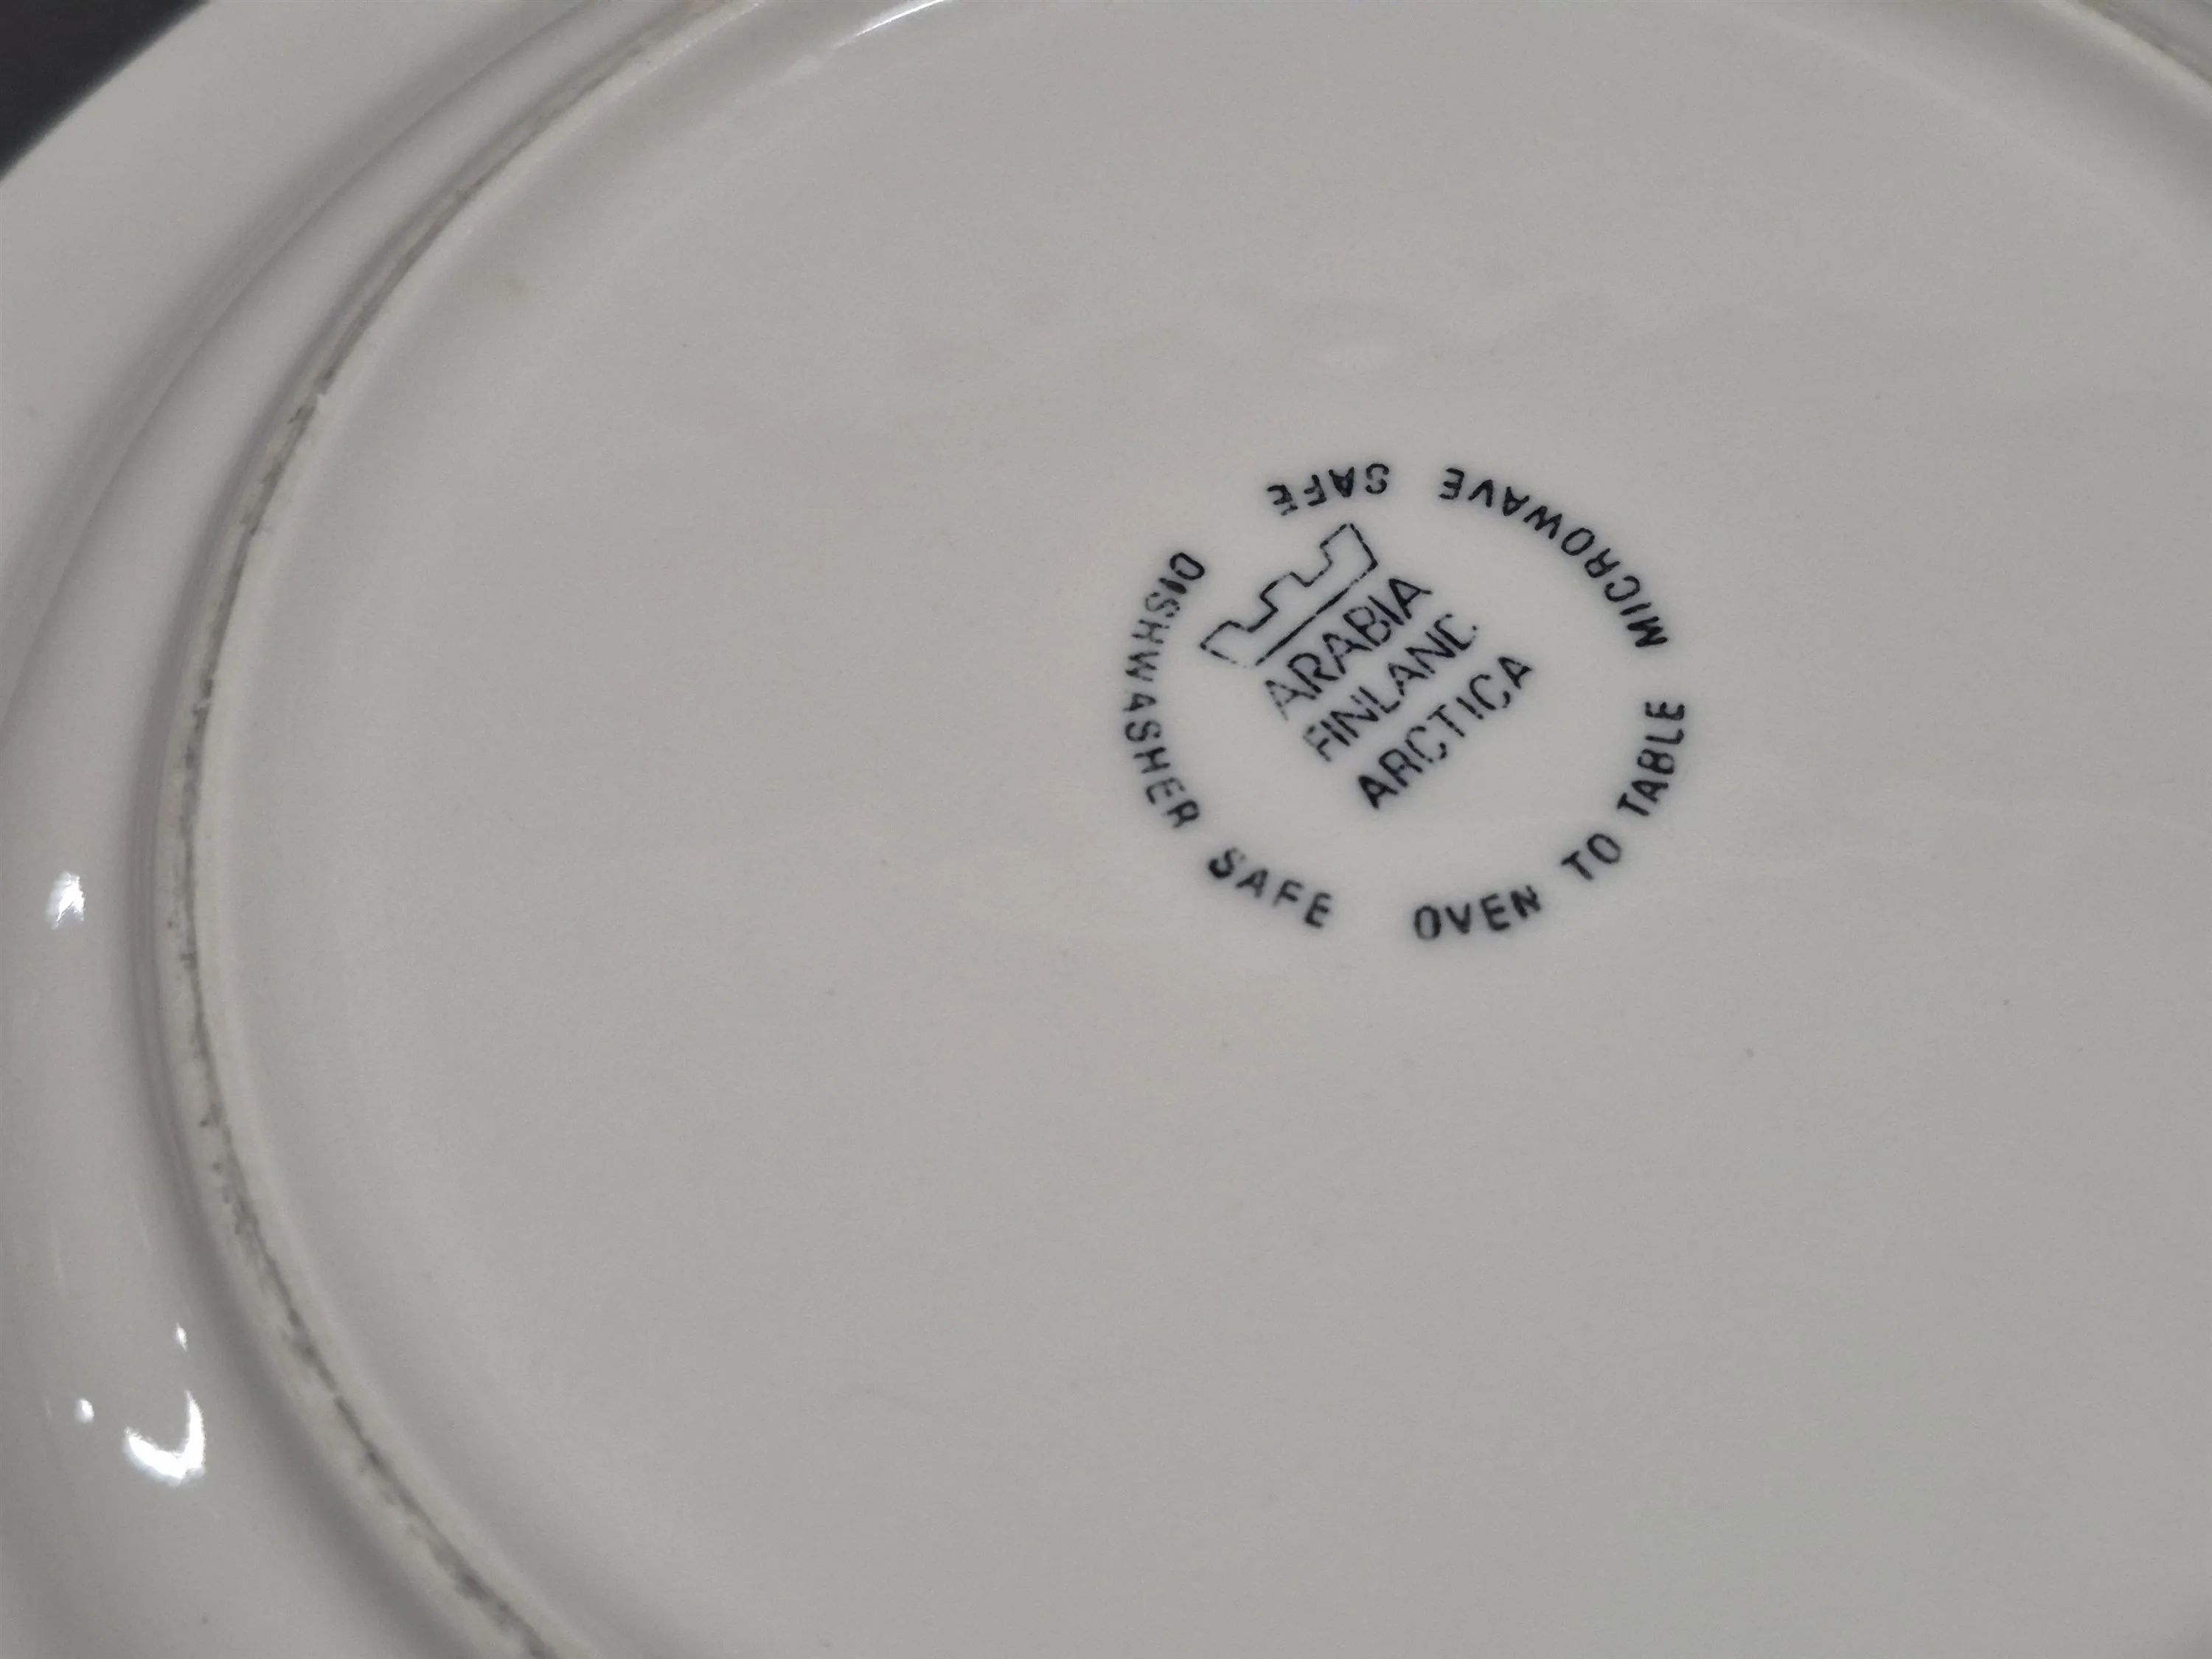 ARABIA
FINLAND
ARCTICA
DISHWASHER SAFE OVEN TO TABLE MICROWAVE SAFE